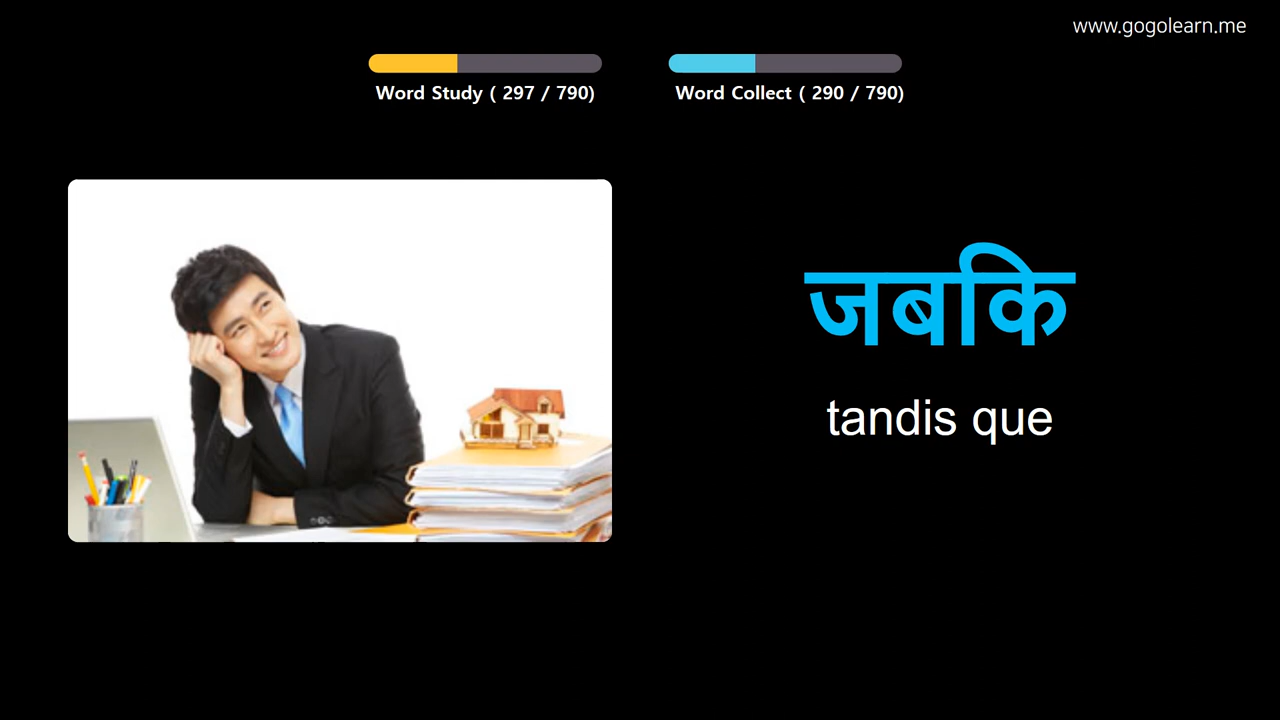 www.gogolearn.me
Word Study ( 297 / 790)
Word Collect ( 290 / 790)
जबकि
tandis que